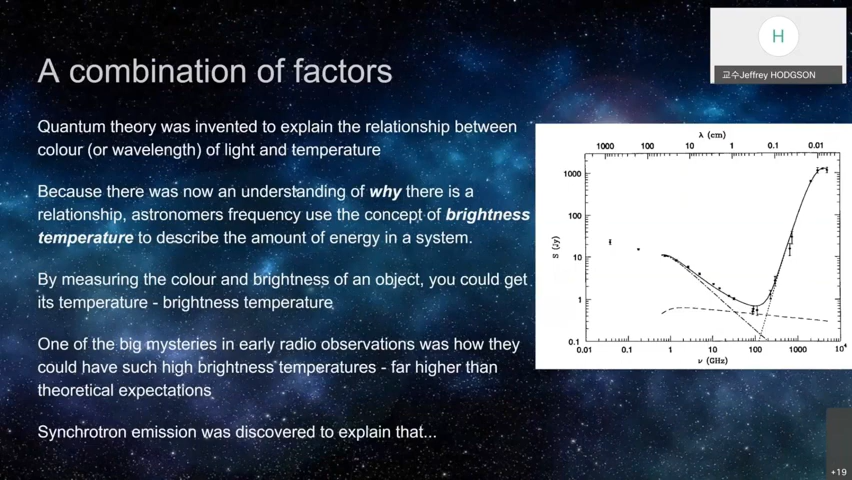 A combination of factors
H
교수Jeffrey HODGSON
Quantum theory was invented to explain the relationship between
colour (or wavelength) of light and temperature
Because there was now an understanding of why there is a
relationship, astronomers frequency use the concept of brightness
temperature to describe the amount of energy in a system.
By measuring the colour and brightness of an object, you could get
its temperature - brightness temperature
One of the big mysteries in early radio observations was how they
could have such high brightness temperatures - far higher than
theoretical expectations
Synchrotron emission was discovered to explain that...
λ (cm)
1000 100 10 1 0.1 0.01
S (Jy)
1000
100
10
1
0.1
0.01 0.1 1 10 100 1000 10⁴
ν (GHz)
+19